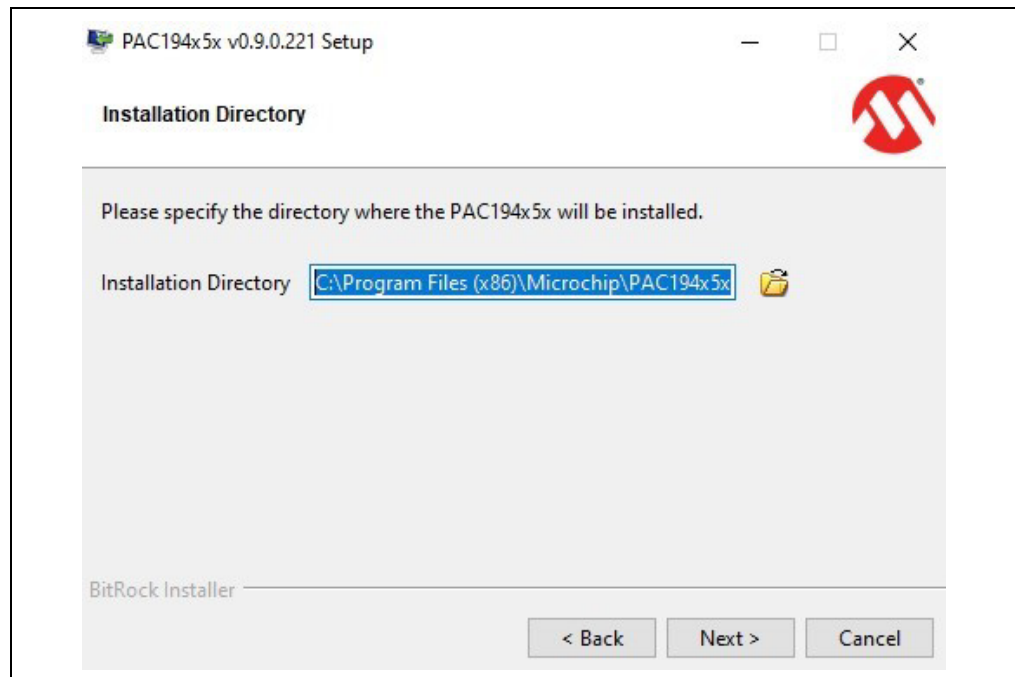 PAC194x5x v0.9.0.221 Setup
Installation Directory
Please specify the directory where the PAC194x5x will be installed.
Installation Directory C:\Program Files (x86)\Microchip\PAC194x5x
BitRock Installer
< Back Next > Cancel